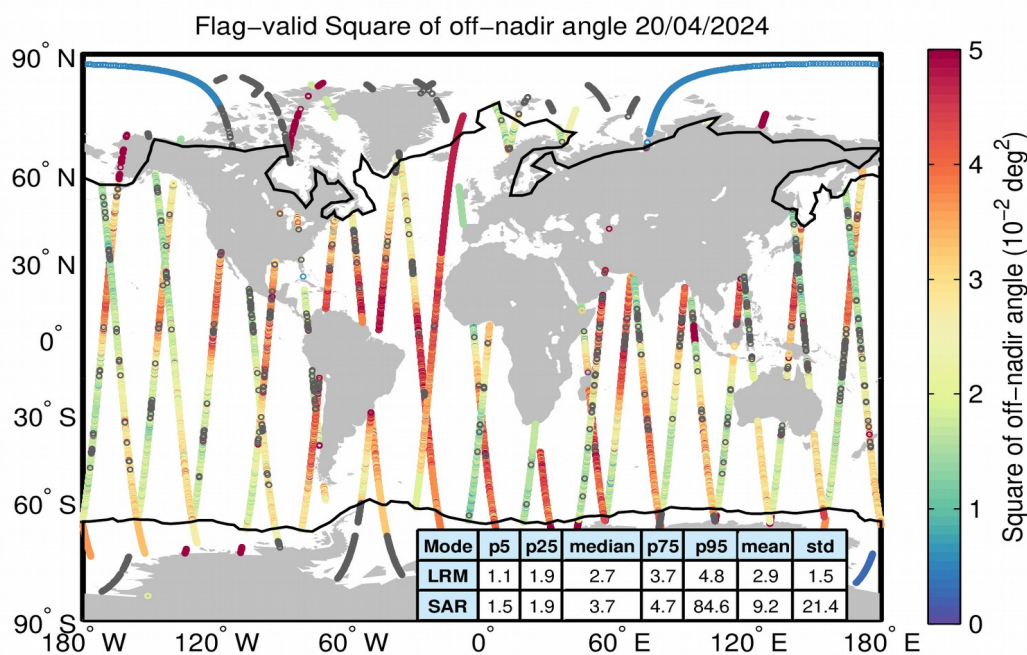 Flag−valid Square of off−nadir angle 20/04/2024
90° N
60° N
30° N
0°
30° S
60° S
90° S
180° W
120° W
60° W
0°
60° E
120° E
180° E
Mode p5 p25 median p75 p95 mean std
LRM 1.1 1.9 2.7 3.7 4.8 2.9 1.5
SAR 1.5 1.9 3.7 4.7 84.6 9.2 21.4
5
4
3
2
1
0
Square of off−nadir angle (10⁻² deg²)